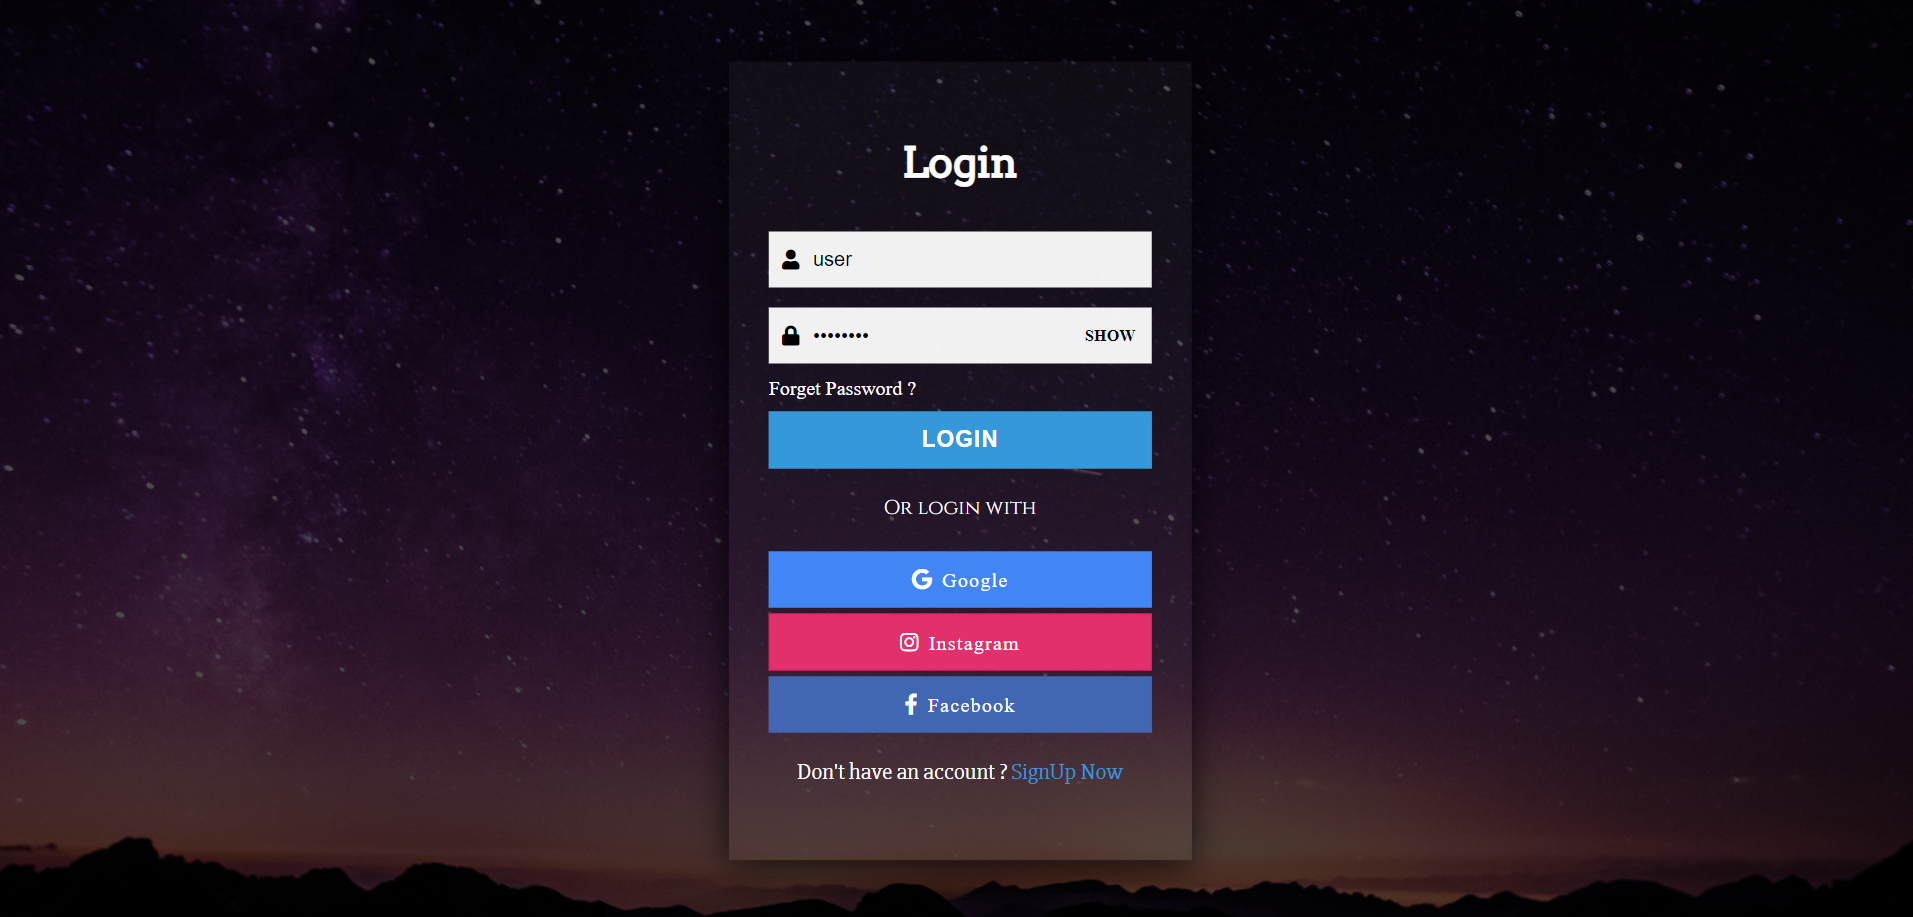 Login
user
••••••••
SHOW
Forget Password ?
LOGIN
Or login with
Google
Instagram
Facebook
Don't have an account ? SignUp Now